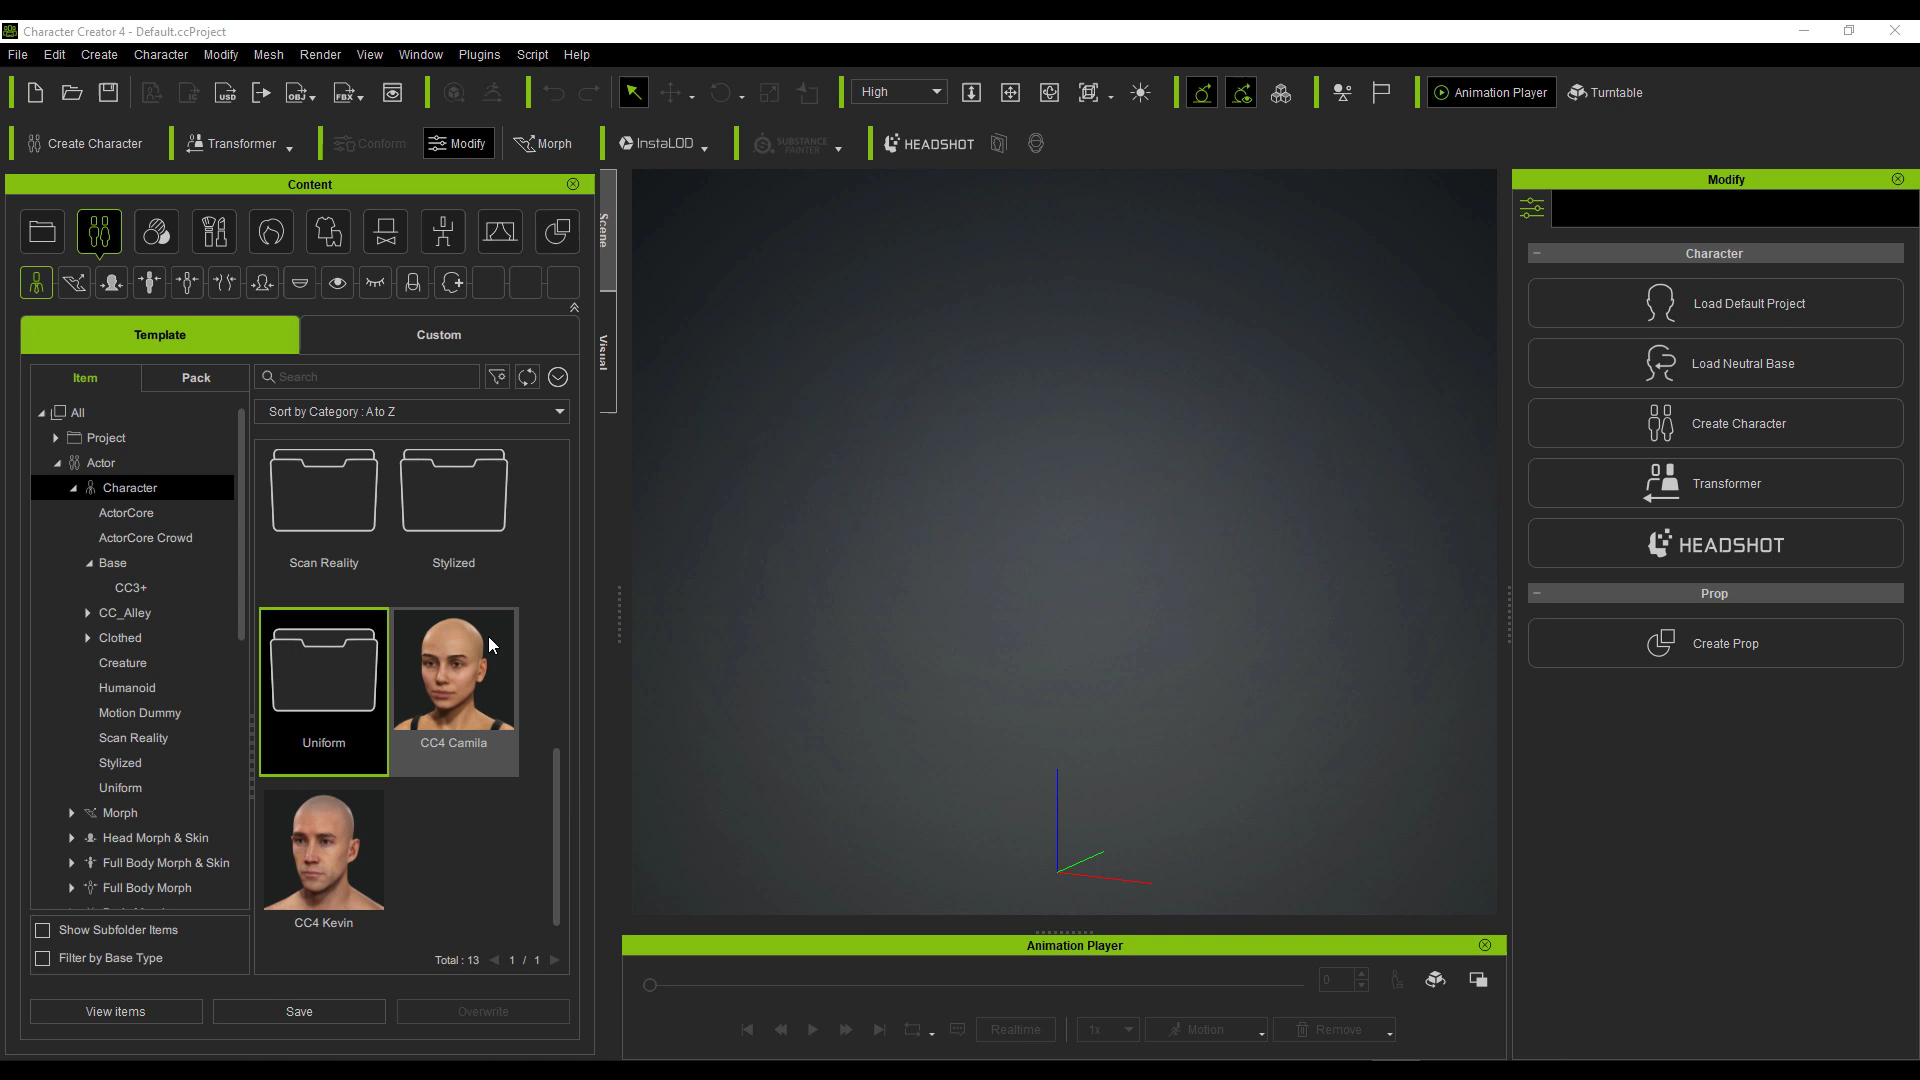 Character Creator 4 - Default.ccProject
File Edit Create Character Modify Mesh Render View Window Plugins Script Help
USD OBJ FBX High Animation Player Turntable
Create Character Transformer Conform Modify Morph InstaLOD SUBSTANCE PAINTER HEADSHOT
Content
Scene
Visual
Template Custom
Item Pack Search
Sort by Category : A to Z
All
Project
Actor
Character
ActorCore
ActorCore Crowd
Base
CC3+
CC_Alley
Clothed
Creature
Humanoid
Motion Dummy
Scan Reality
Stylized
Uniform
Morph
Head Morph & Skin
Full Body Morph & Skin
Full Body Morph
Scan Reality Stylized
Uniform CC4 Camila
CC4 Kevin
Show Subfolder Items
Filter by Base Type
Total : 13 1 / 1
View items Save Overwrite
Animation Player
0
Realtime 1x Motion Remove
Modify
Character
Load Default Project
Load Neutral Base
Create Character
Transformer
HEADSHOT
Prop
Create Prop